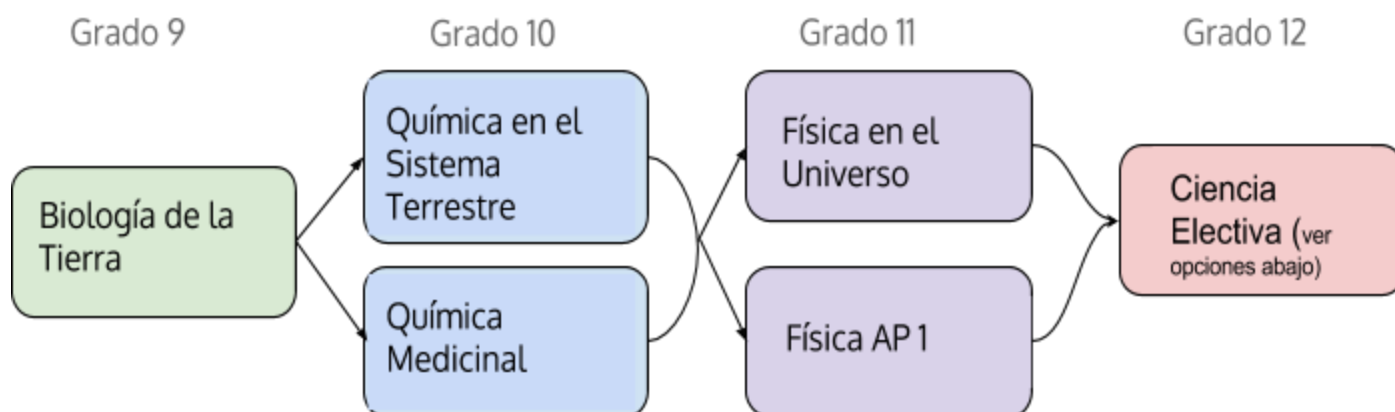 Grado 9
Grado 10
Grado 11
Grado 12
Biología de la
Tierra
Química en el
Sistema
Terrestre
Química
Medicinal
Física en el
Universo
Física AP 1
Ciencia
Electiva (ver
opciones abajo)